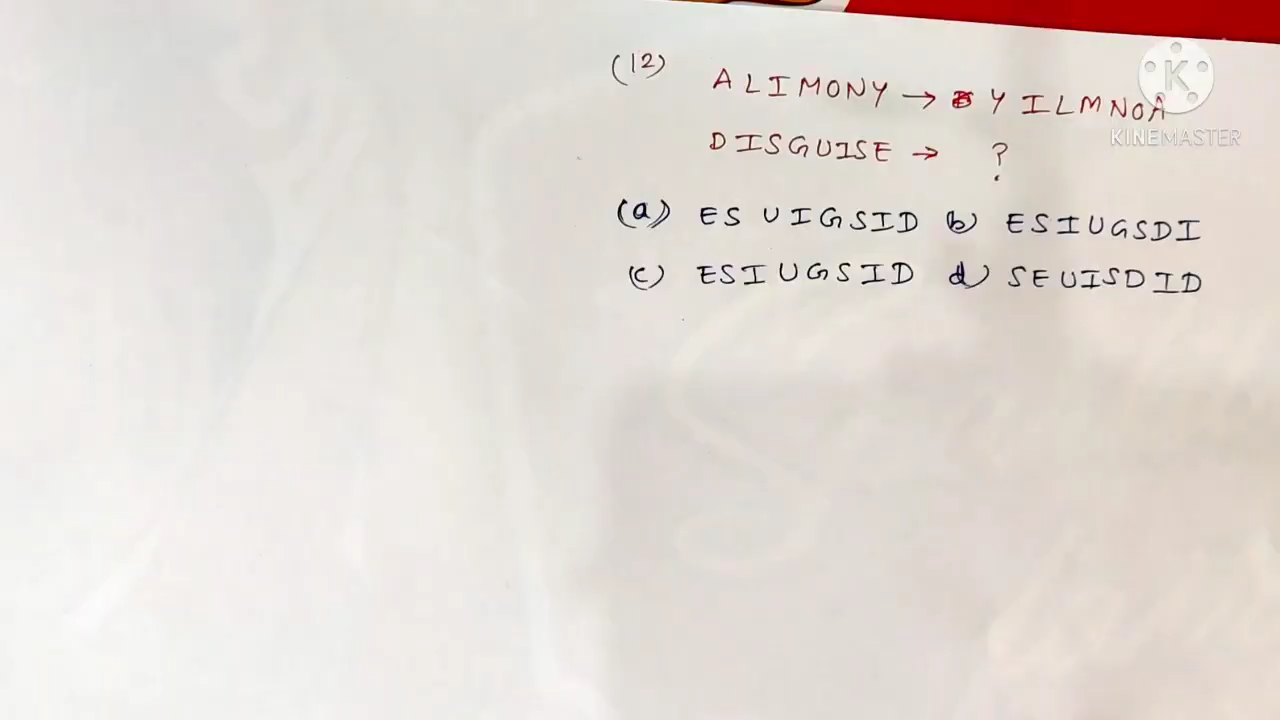 (12) ALIMONY → YILMNOA
DISGUISE → ?
(a) ESUIGSID b) ESIUGSDI
(c) ESIUGSID d) SEUISDID
K
KINEMASTER